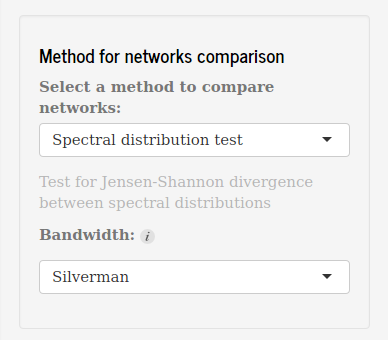 Method for networks comparison
Select a method to compare
networks:
Spectral distribution test
Test for Jensen-Shannon divergence
between spectral distributions
Bandwidth: i
Silverman